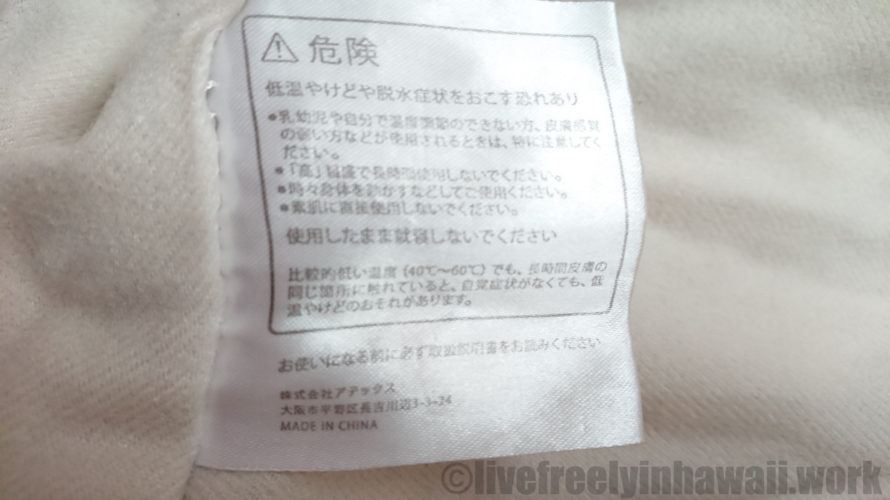 危険
低温やけどや脱水症状をおこす恐れあり
●乳幼児や自分で温度調節のできない方、皮膚感覚
の弱い方などが使用されるときは、特に注意してく
ださい。
●「高」目盛で長時間使用しないでください。
●時々身体を動かすなどしてご使用ください。
●素肌に直接使用しないでください。
使用したまま就寝しないでください
比較的低い温度（40℃〜60℃）でも、長時間皮膚の
同じ箇所に触れていると、自覚症状がなくても、低
温やけどのおそれがあります。
お使いになる前に必ず取扱説明書をお読みください
株式会社アテックス
大阪市平野区長吉川辺3-3-24
MADE IN CHINA
©livefreelyinhawaii.work